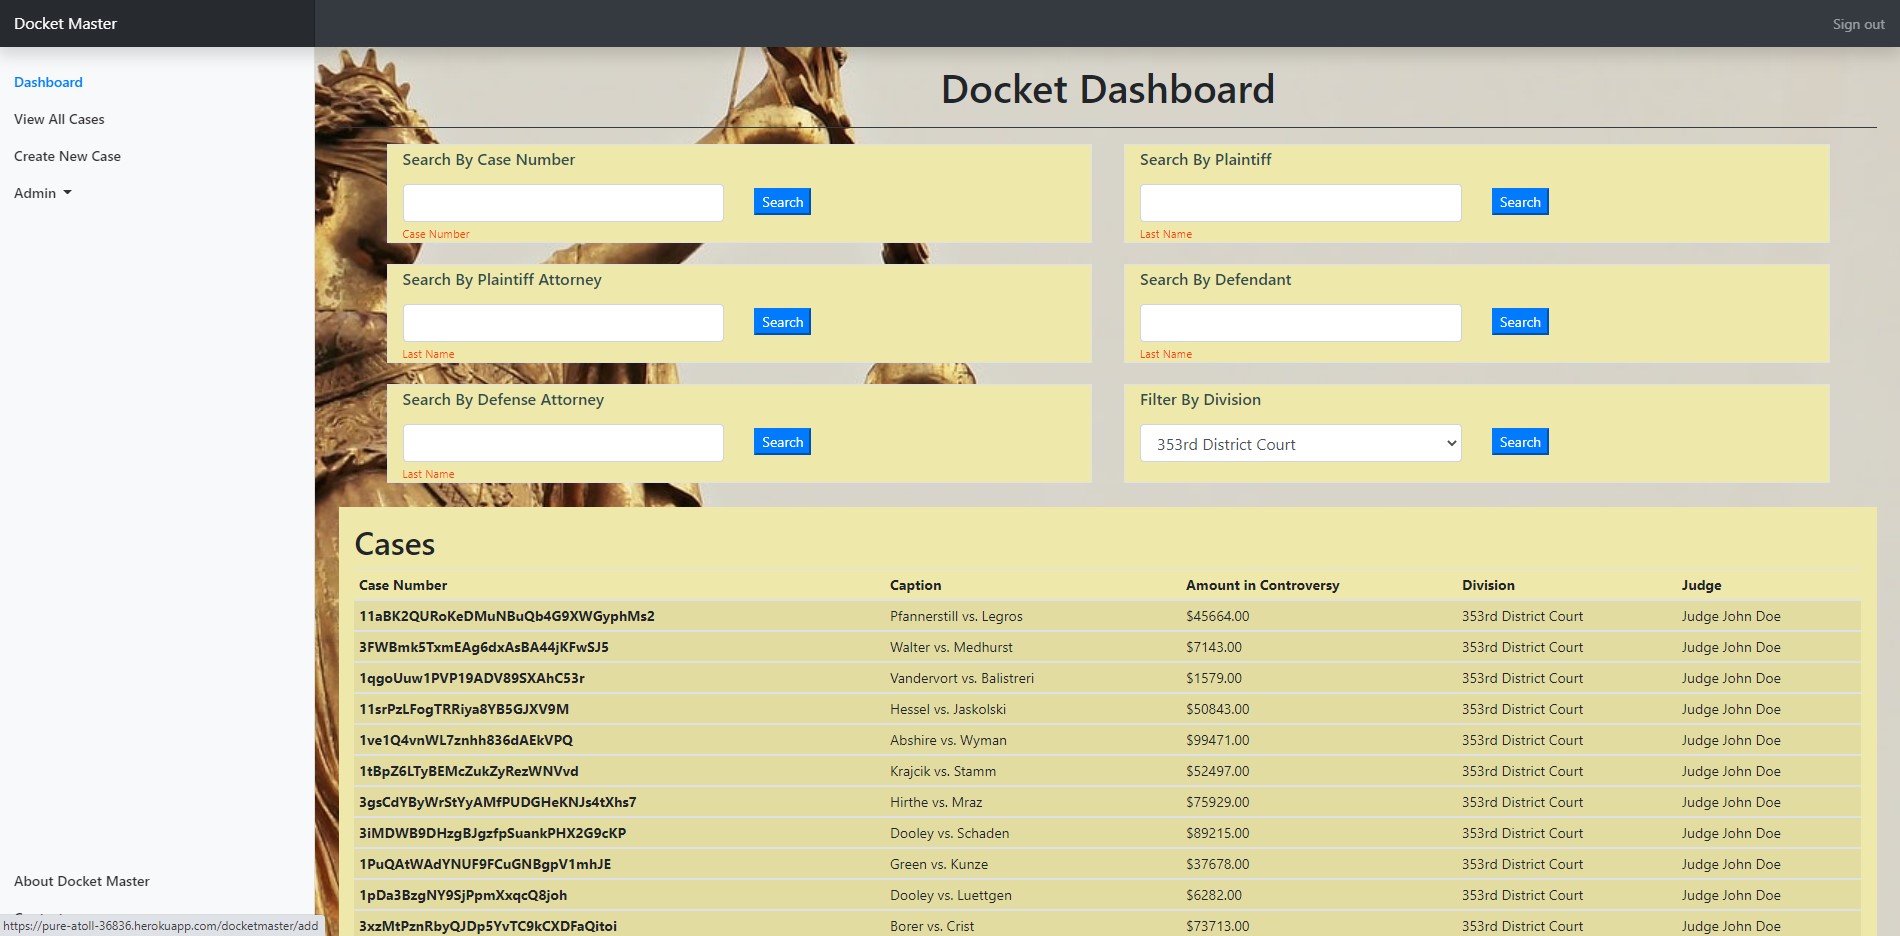 Docket Master
Sign out
Dashboard
View All Cases
Create New Case
Admin
Docket Dashboard
Search By Case Number
Search
Case Number
Search By Plaintiff
Search
Last Name
Search By Plaintiff Attorney
Search
Last Name
Search By Defendant
Search
Last Name
Search By Defense Attorney
Search
Last Name
Filter By Division
353rd District Court
Search
Cases
Case Number Caption Amount in Controversy Division Judge
11aBK2QURoKeDMuNBuQb4G9XWGyphMs2 Pfannerstill vs. Legros $45664.00 353rd District Court Judge John Doe
3FWBmk5TxmEAg6dxAsBA44jKFwSJ5 Walter vs. Medhurst $7143.00 353rd District Court Judge John Doe
1qgoUuw1PVP19ADV89SXAhC53r Vandervort vs. Balistreri $1579.00 353rd District Court Judge John Doe
11srPzLFogTRRiya8YB5GJXV9M Hessel vs. Jaskolski $50843.00 353rd District Court Judge John Doe
1ve1Q4vnWL7znhh836dAEkVPQ Abshire vs. Wyman $99471.00 353rd District Court Judge John Doe
1tBpZ6LTyBEMcZukZyRezWNVvd Krajcik vs. Stamm $52497.00 353rd District Court Judge John Doe
3gsCdYByWrStYyAMfPUDGHeKNJs4tXhs7 Hirthe vs. Mraz $75929.00 353rd District Court Judge John Doe
3iMDWB9DHzgBJgzfpSuankPHX2G9cKP Dooley vs. Schaden $89215.00 353rd District Court Judge John Doe
1PuQAtWAdYNUF9FCuGNBgpV1mhJE Green vs. Kunze $37678.00 353rd District Court Judge John Doe
1pDa3BzgNY9SjPpmXxqcQ8joh Dooley vs. Luettgen $6282.00 353rd District Court Judge John Doe
3xzMtPznRbyQJDp5YvTC9kCXDFaQitoi Borer vs. Crist $73713.00 353rd District Court Judge John Doe
About Docket Master
https://pure-atoll-36836.herokuapp.com/docketmaster/add